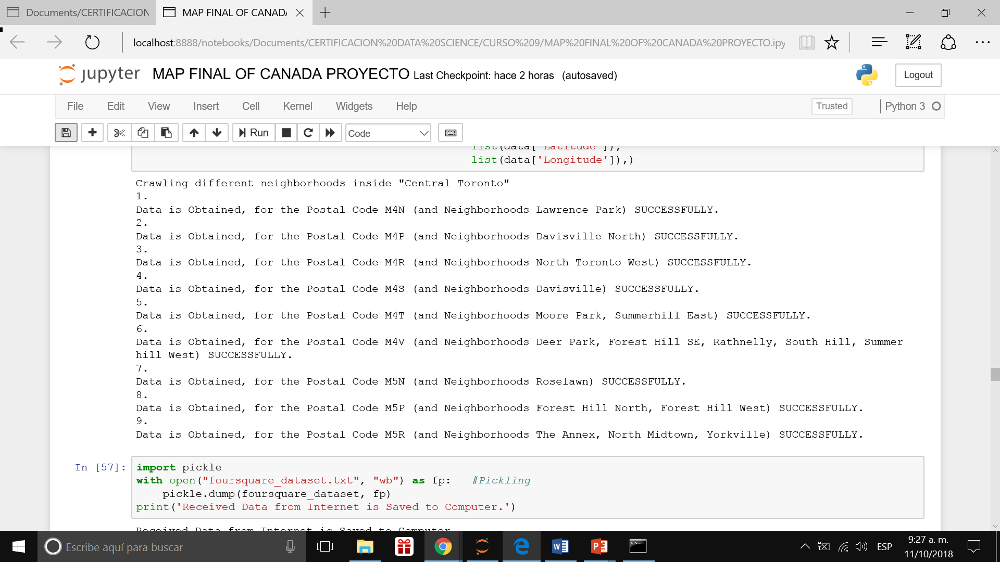 Documents/CERTIFICACION
MAP FINAL OF CANADA
localhost:8888/notebooks/Documents/CERTIFICACION%20DATA%20SCIENCE/CURSO%209/MAP%20FINAL%20OF%20CANADA%20PROYECTO.ipy
jupyter MAP FINAL OF CANADA PROYECTO Last Checkpoint: hace 2 horas (autosaved)
Logout
File Edit View Insert Cell Kernel Widgets Help
Trusted
Python 3
Run
Code
list(data['Latitude']),
list(data['Longitude']),)
Crawling different neighborhoods inside "Central Toronto"
1.
Data is Obtained, for the Postal Code M4N (and Neighborhoods Lawrence Park) SUCCESSFULLY.
2.
Data is Obtained, for the Postal Code M4P (and Neighborhoods Davisville North) SUCCESSFULLY.
3.
Data is Obtained, for the Postal Code M4R (and Neighborhoods North Toronto West) SUCCESSFULLY.
4.
Data is Obtained, for the Postal Code M4S (and Neighborhoods Davisville) SUCCESSFULLY.
5.
Data is Obtained, for the Postal Code M4T (and Neighborhoods Moore Park, Summerhill East) SUCCESSFULLY.
6.
Data is Obtained, for the Postal Code M4V (and Neighborhoods Deer Park, Forest Hill SE, Rathnelly, South Hill, Summer
hill West) SUCCESSFULLY.
7.
Data is Obtained, for the Postal Code M5N (and Neighborhoods Roselawn) SUCCESSFULLY.
8.
Data is Obtained, for the Postal Code M5P (and Neighborhoods Forest Hill North, Forest Hill West) SUCCESSFULLY.
9.
Data is Obtained, for the Postal Code M5R (and Neighborhoods The Annex, North Midtown, Yorkville) SUCCESSFULLY.
In [57]: import pickle
with open("foursquare_dataset.txt", "wb") as fp:   #Pickling
    pickle.dump(foursquare_dataset, fp)
print('Received Data from Internet is Saved to Computer.')
Received Data from Internet is Saved to Computer.
Escribe aquí para buscar
ESP
9:27 a. m.
11/10/2018